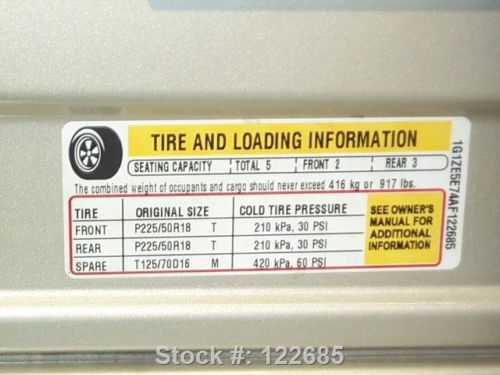 TIRE AND LOADING INFORMATION
SEATING CAPACITY TOTAL 5 FRONT 2 REAR 3
The combined weight of occupants and cargo should never exceed 416 kg or 917 lbs.
TIRE ORIGINAL SIZE COLD TIRE PRESSURE
FRONT P225/50R18 T 210 kPa, 30 PSI
REAR P225/50R18 T 210 kPa, 30 PSI
SPARE T125/70D16 M 420 kPa, 60 PSI
SEE OWNER'S
MANUAL FOR
ADDITIONAL
INFORMATION
1G1ZE5E74AF122685
Stock #: 122685